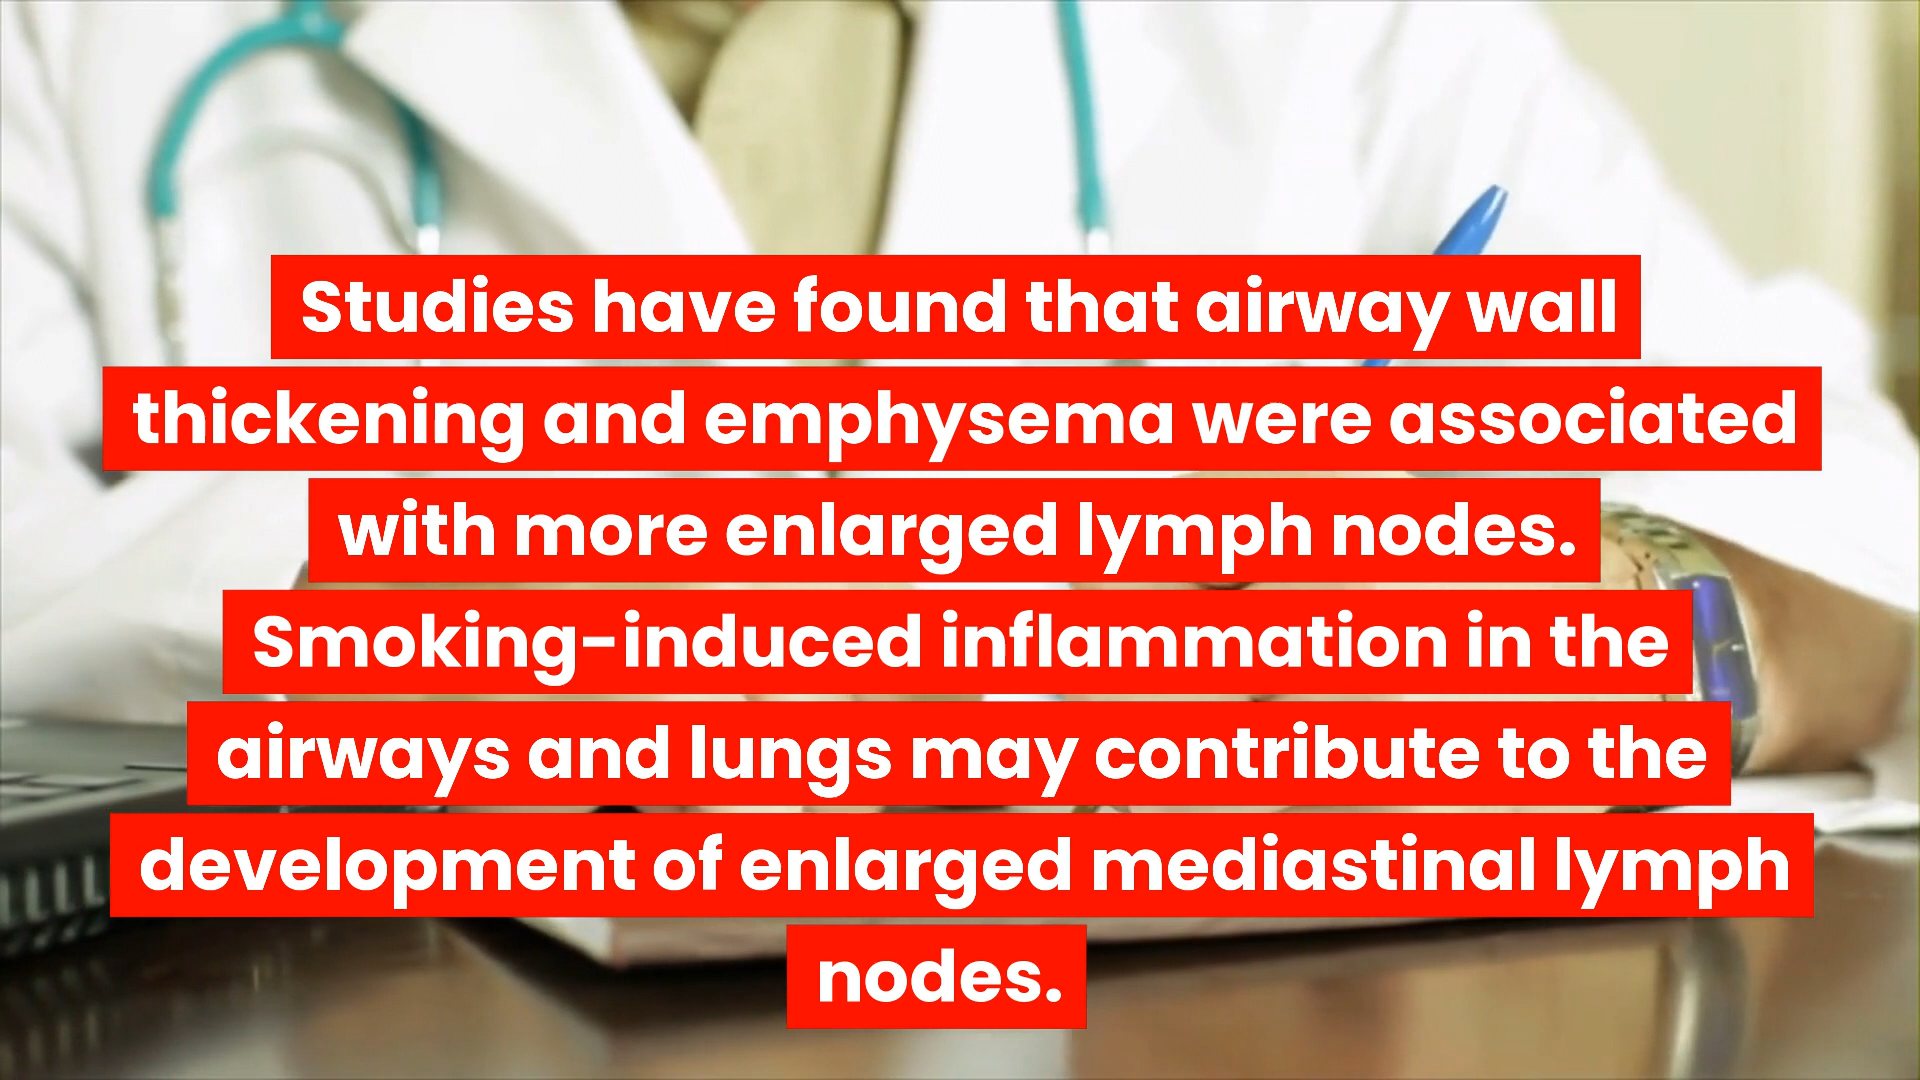 Studies have found that airway wall
thickening and emphysema were associated
with more enlarged lymph nodes.
Smoking-induced inflammation in the
airways and lungs may contribute to the
development of enlarged mediastinal lymph
nodes.